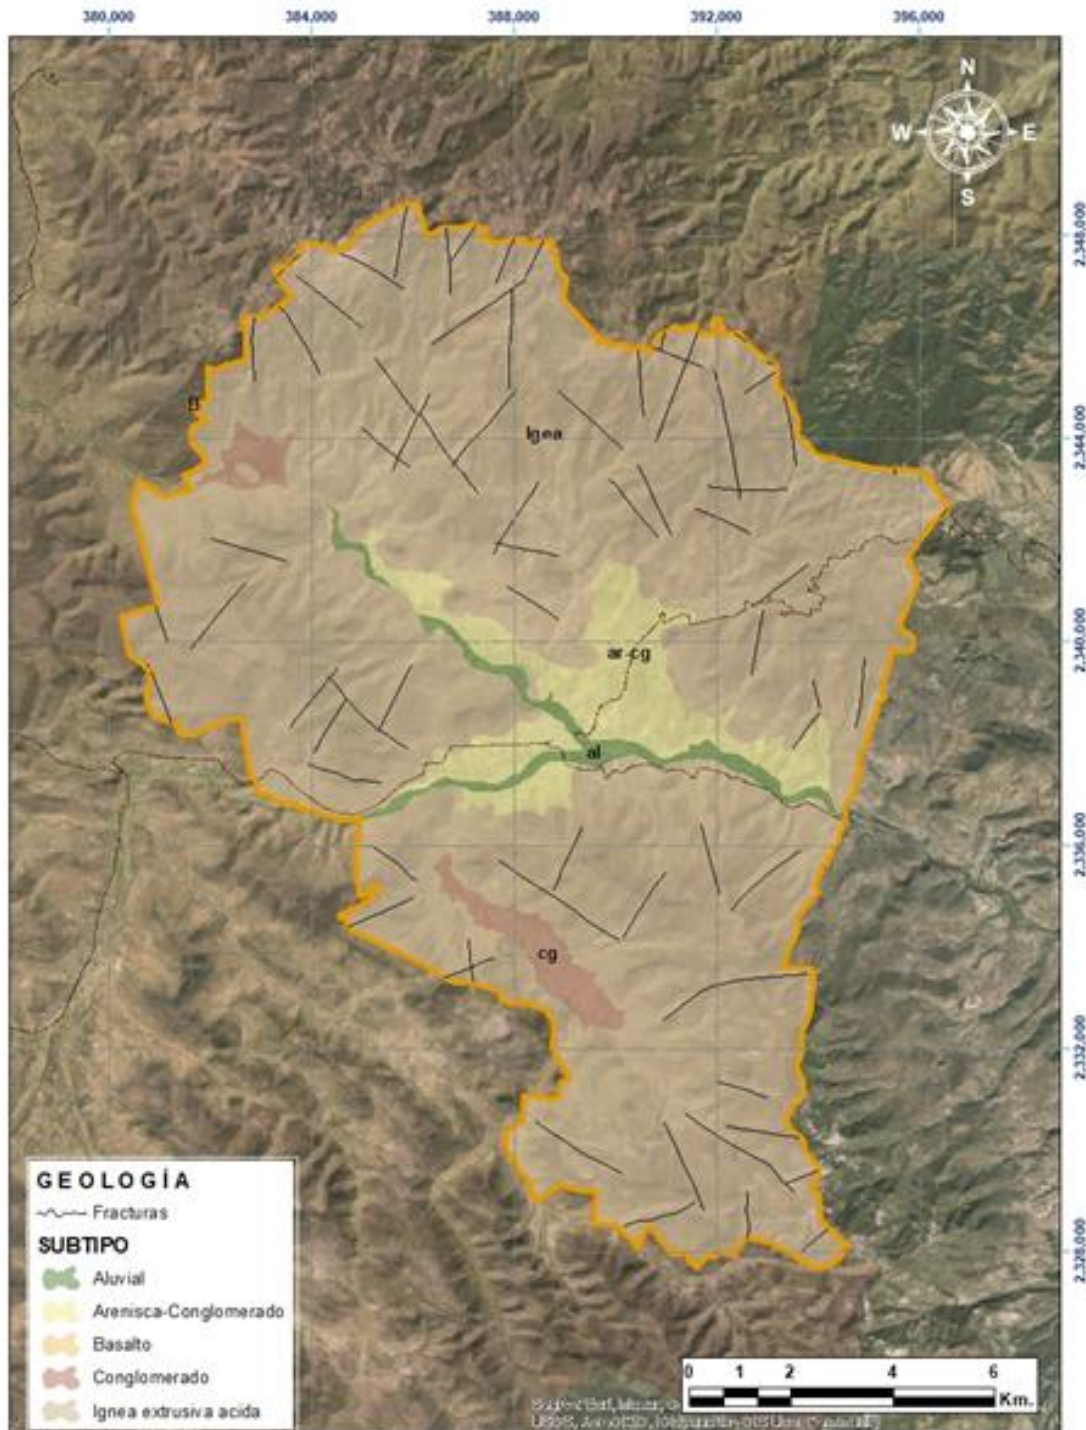 380,000 384,000 388,000 392,000 396,000
N
W E
S
2,348,000
B
Igea
2,344,000
ar-cg
2,340,000
al
2,336,000
cg
2,332,000
2,328,000
GEOLOGÍA
Fracturas
SUBTIPO
Aluvial
Arenisca-Conglomerado
Basalto
Conglomerado
Ignea extrusiva acida
0 1 2 4 6
Km.